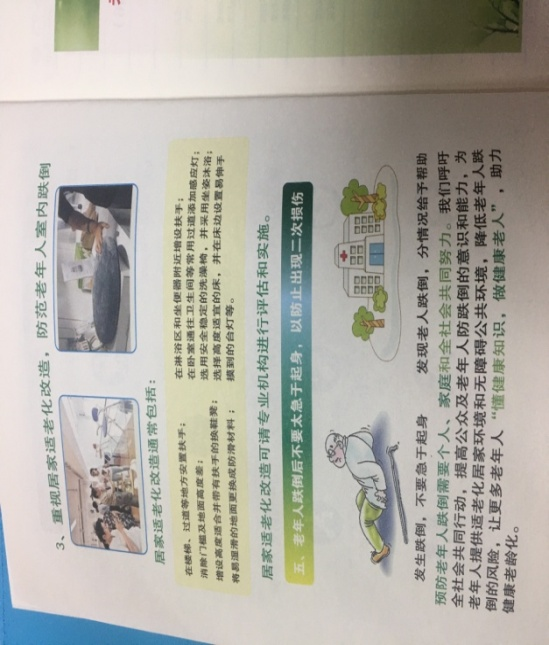 3、重视居家适老化改造，防范老年人室内跌倒
居家适老化改造通常包括：
在楼梯、过道等地方安置扶手；
消除门槛及地面高度差；
增设高度适合并带有扶手的换鞋凳；
将易湿滑的地面更换成防滑材料；
在淋浴区和坐便器附近增设扶手；
在卧室通往卫生间等常用过道添加感应灯；
选用安全稳定的洗澡椅，并采用坐姿沐浴；
选择高度适宜的床，并在床边设置易伸手
摸到的台灯等。
居家适老化改造可请专业机构进行评估和实施。
五、老年人跌倒后不要太急于起身，以防止出现二次损伤
发生跌倒，不要急于起身　发现老人跌倒，分情况给予帮助
预防老年人跌倒需要个人、家庭和全社会共同努力。我们呼吁
全社会共同行动，提高公众及老年人防跌倒的意识和能力，为
老年人提供适老化居家环境和无障碍公共环境，降低老年人跌
倒的风险，让更多老年人“懂健康知识，做健康老人”，助力
健康老龄化。